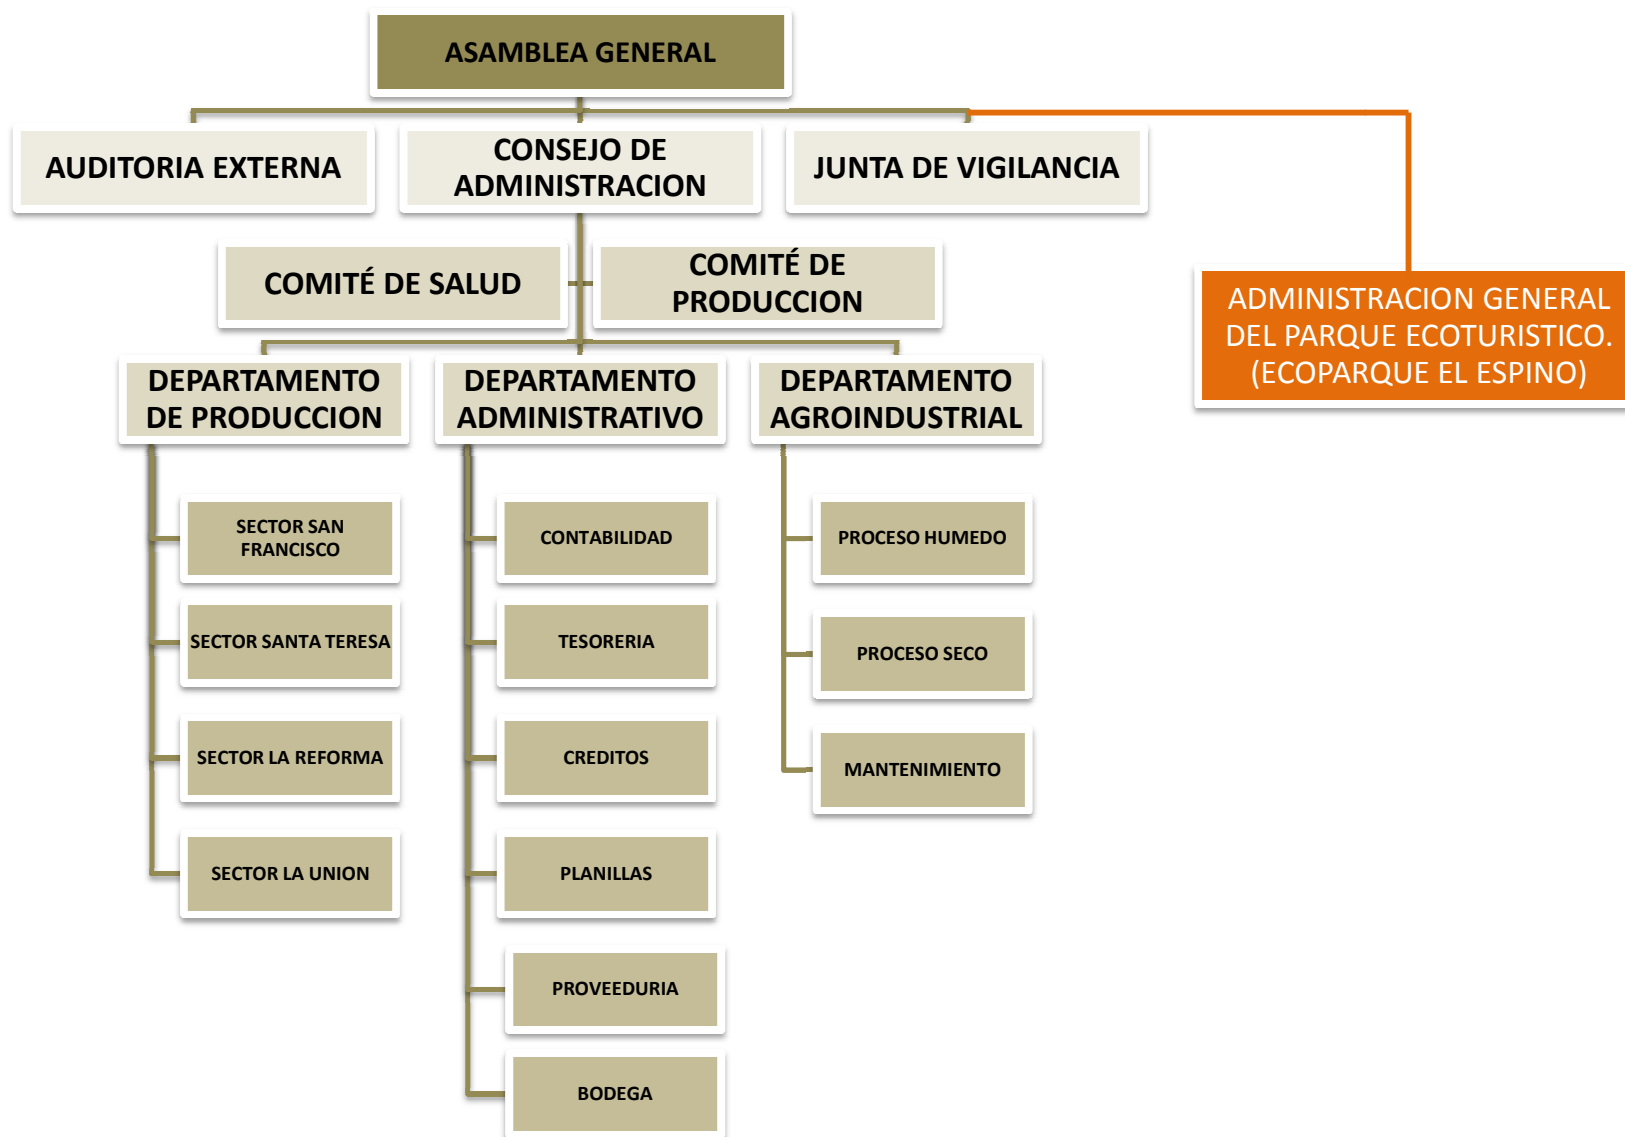 ASAMBLEA GENERAL
AUDITORIA EXTERNA
CONSEJO DE
ADMINISTRACION
JUNTA DE VIGILANCIA
COMITÉ DE SALUD
COMITÉ DE
PRODUCCION
ADMINISTRACION GENERAL
DEL PARQUE ECOTURISTICO.
(ECOPARQUE EL ESPINO)
DEPARTAMENTO
DE PRODUCCION
DEPARTAMENTO
ADMINISTRATIVO
DEPARTAMENTO
AGROINDUSTRIAL
SECTOR SAN
FRANCISCO
SECTOR SANTA TERESA
SECTOR LA REFORMA
SECTOR LA UNION
CONTABILIDAD
TESORERIA
CREDITOS
PLANILLAS
PROVEEDURIA
BODEGA
PROCESO HUMEDO
PROCESO SECO
MANTENIMIENTO